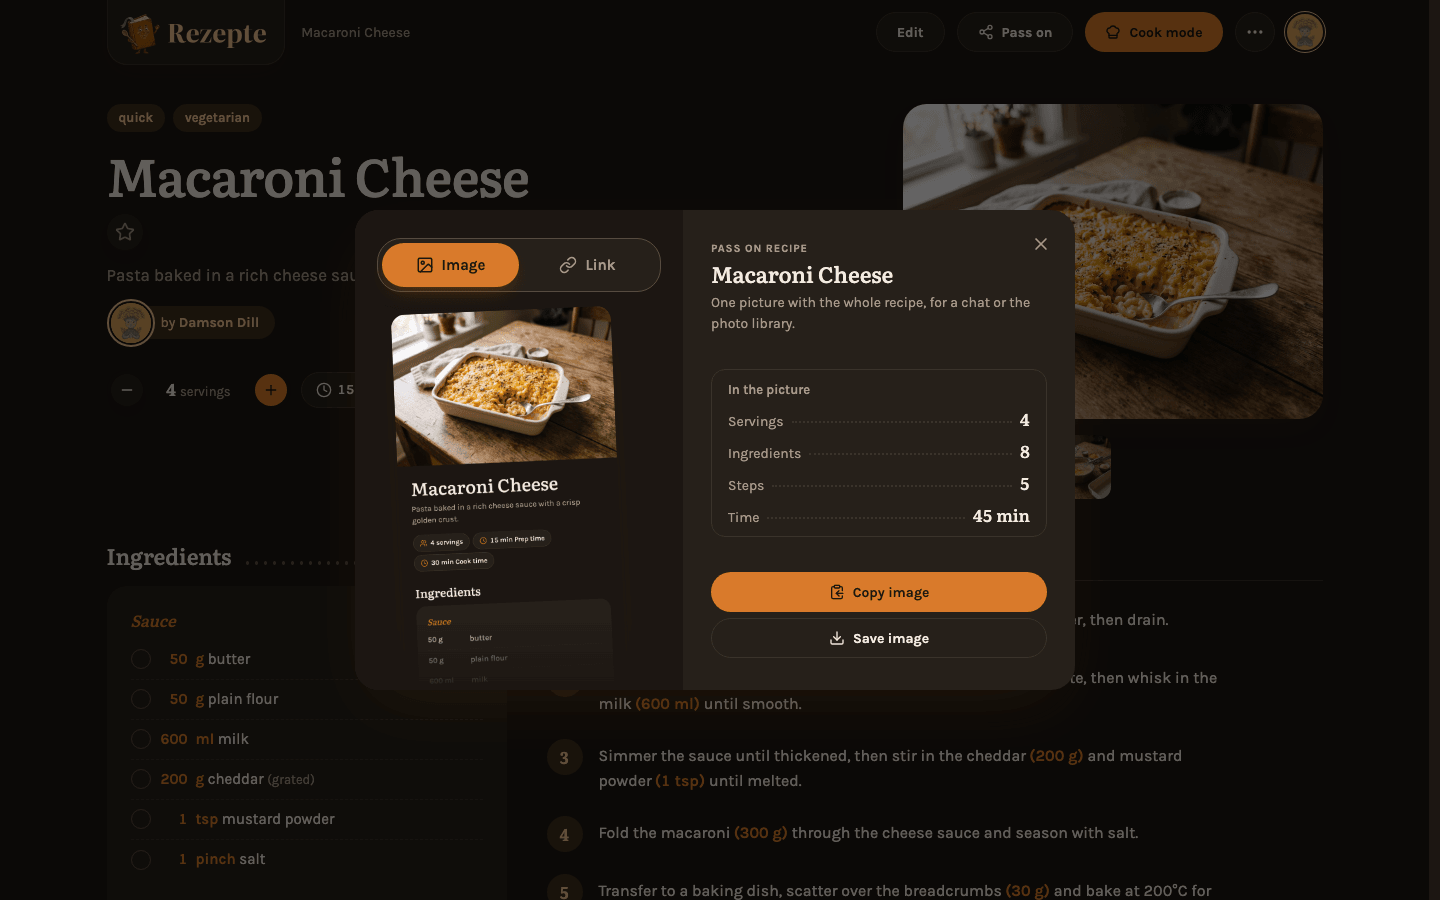 Rezepte
Macaroni Cheese
Edit
Pass on
Cook mode
quick
vegetarian
Macaroni Cheese
Pasta baked in a rich cheese sau
by Damson Dill
4 servings
15
Ingredients
Sauce
50 g butter
50 g plain flour
600 ml milk
200 g cheddar (grated)
1 tsp mustard powder
1 pinch salt
Image
Link
Macaroni Cheese
Pasta baked in a rich cheese sauce with a crisp
golden crust.
4 servings
15 min Prep time
30 min Cook time
Ingredients
Sauce
50 g butter
50 g plain flour
600 ml milk
PASS ON RECIPE
Macaroni Cheese
One picture with the whole recipe, for a chat or the
photo library.
In the picture
Servings 4
Ingredients 8
Steps 5
Time 45 min
Copy image
Save image
, then drain.
, then whisk in the
milk (600 ml) until smooth.
3
Simmer the sauce until thickened, then stir in the cheddar (200 g) and mustard
powder (1 tsp) until melted.
4
Fold the macaroni (300 g) through the cheese sauce and season with salt.
5
Transfer to a baking dish, scatter over the breadcrumbs (30 g) and bake at 200°C for